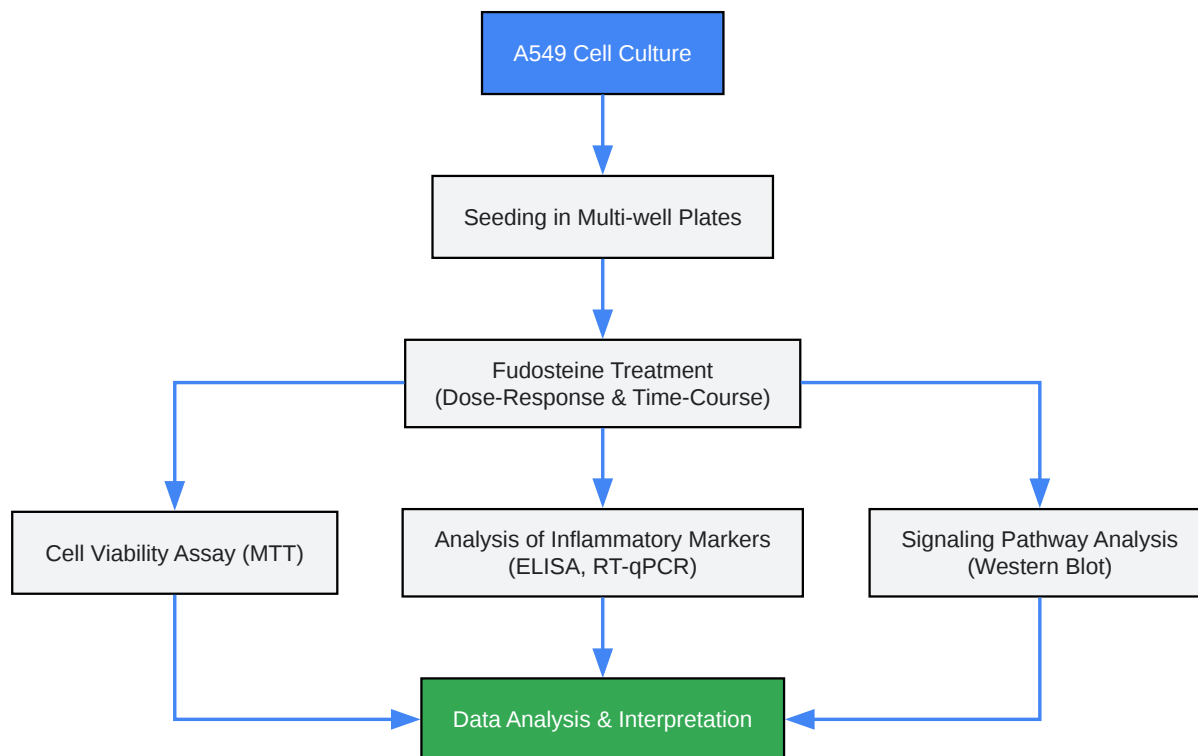 A549 Cell Culture
Seeding in Multi-well Plates
Fudosteine Treatment
(Dose-Response & Time-Course)
Cell Viability Assay (MTT)
Analysis of Inflammatory Markers
(ELISA, RT-qPCR)
Signaling Pathway Analysis
(Western Blot)
Data Analysis & Interpretation